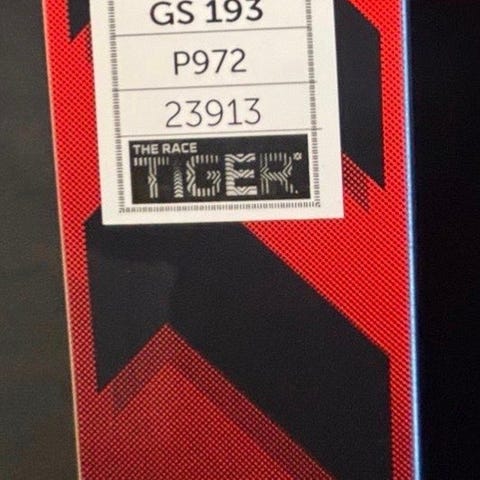 GS 193
P972
23913
THE RACE
TIGER